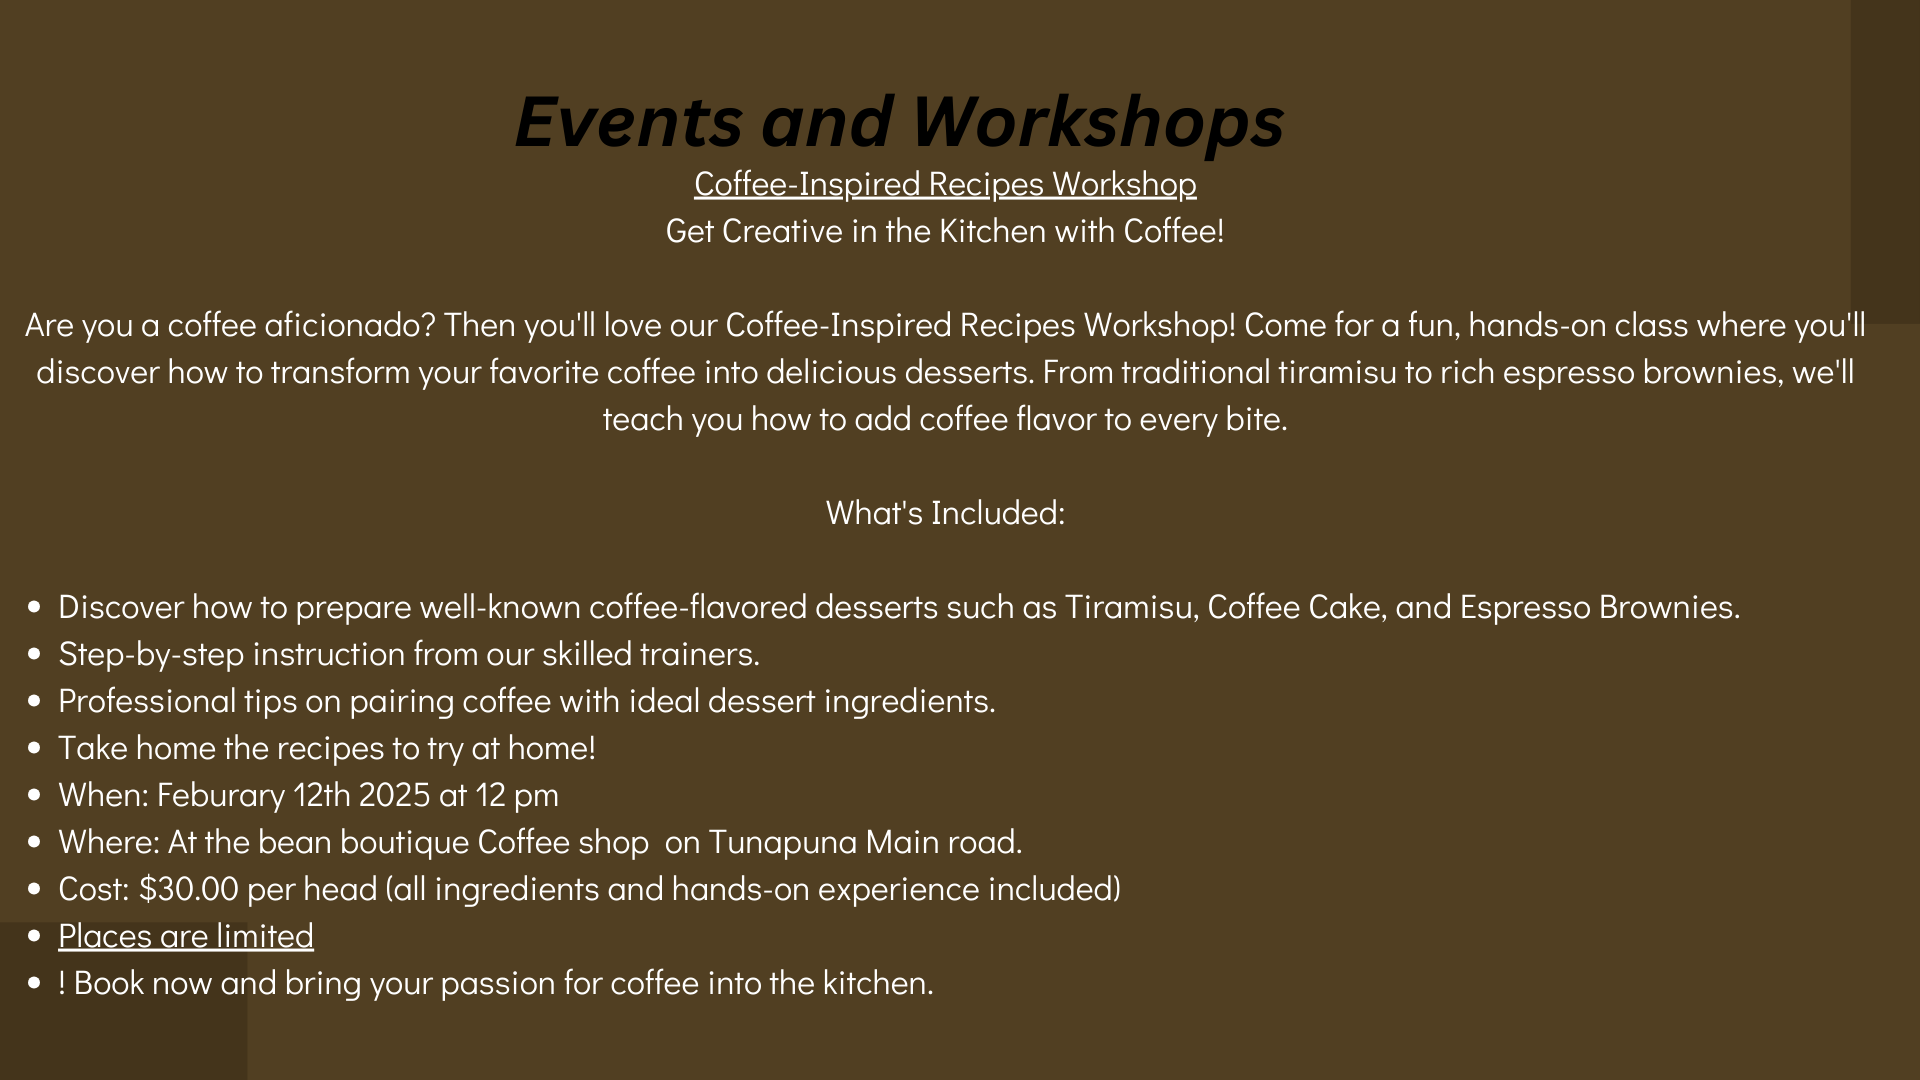 Events and Workshops
Coffee-Inspired Recipes Workshop
Get Creative in the Kitchen with Coffee!
Are you a coffee aficionado? Then you'll love our Coffee-Inspired Recipes Workshop! Come for a fun, hands-on class where you'll
discover how to transform your favorite coffee into delicious desserts. From traditional tiramisu to rich espresso brownies, we'll
teach you how to add coffee flavor to every bite.
What's Included:
• Discover how to prepare well-known coffee-flavored desserts such as Tiramisu, Coffee Cake, and Espresso Brownies.
• Step-by-step instruction from our skilled trainers.
• Professional tips on pairing coffee with ideal dessert ingredients.
• Take home the recipes to try at home!
• When: Feburary 12th 2025 at 12 pm
• Where: At the bean boutique Coffee shop  on Tunapuna Main road.
• Cost: $30.00 per head (all ingredients and hands-on experience included)
• Places are limited
• ! Book now and bring your passion for coffee into the kitchen.